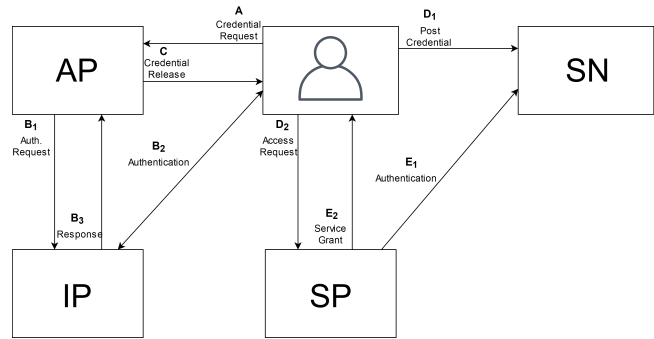 A
Credential
Request
D1
Post
Credential
AP
C
Credential
Release
SN
B1
Auth.
Request
B2
Authentication
D2
Access
Request
E1
Authentication
B3
Response
E2
Service
Grant
IP
SP